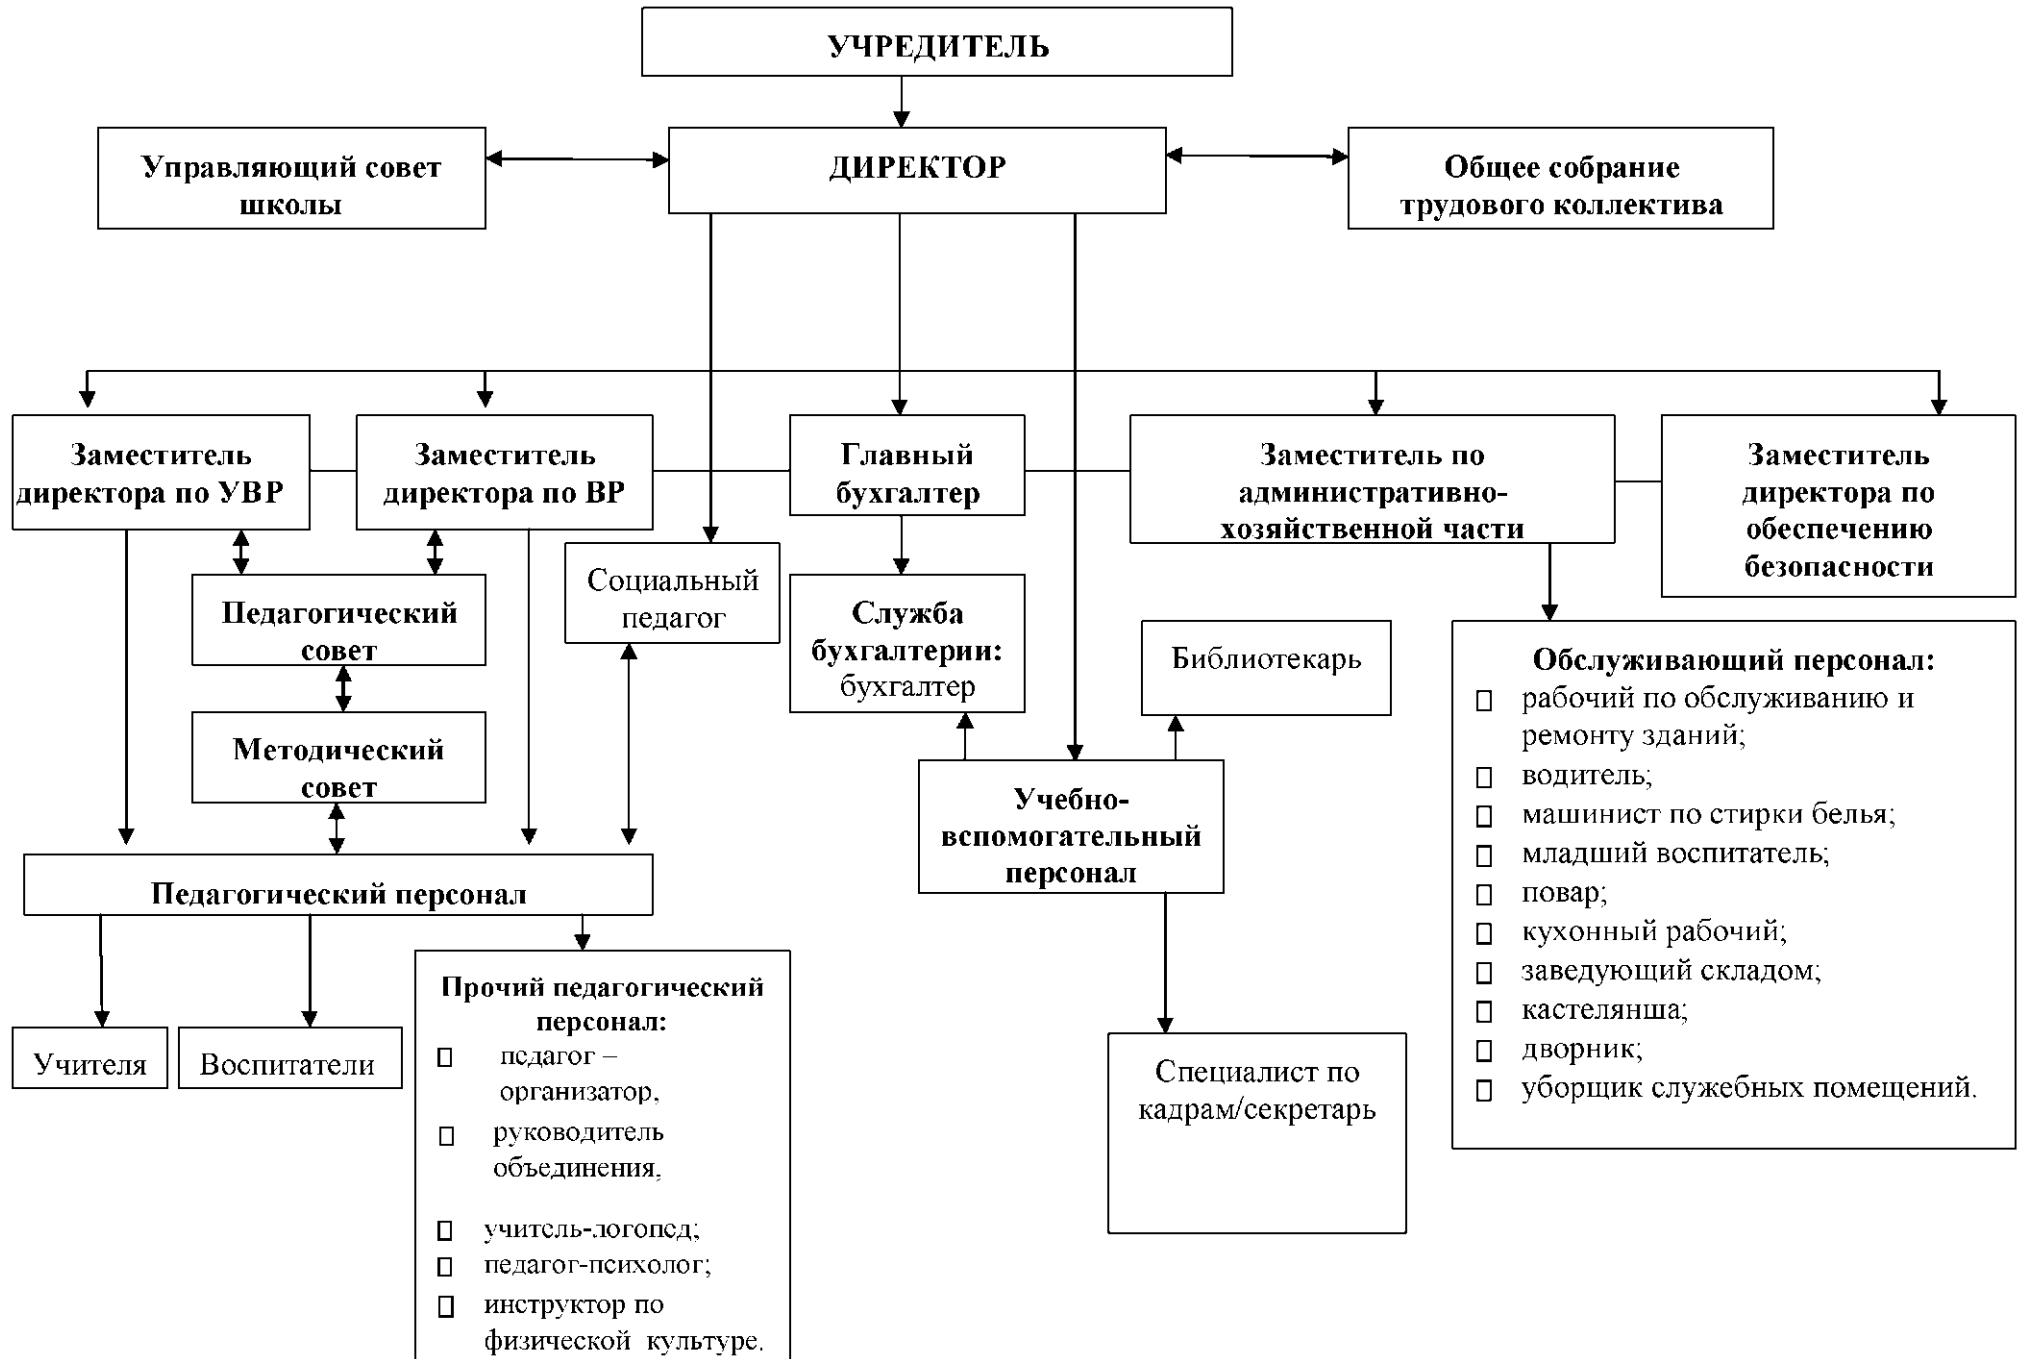 УЧРЕДИТЕЛЬ
Управляющий совет
школы
ДИРЕКТОР
Общее собрание
трудового коллектива
Заместитель
директора по УВР
Заместитель
директора по ВР
Главный
бухгалтер
Заместитель по
административно-
хозяйственной части
Заместитель
директора по
обеспечению
безопасности
Педагогический
совет
Социальный
педагог
Служба
бухгалтерии:
бухгалтер
Библиотекарь
Методический
совет
Учебно-
вспомогательный
персонал
Обслуживающий персонал:
рабочий по обслуживанию и
ремонту зданий;
водитель;
машинист по стирки белья;
младший воспитатель;
повар;
кухонный рабочий;
заведующий складом;
кастелянша;
дворник;
уборщик служебных помещений.
Педагогический персонал
Учителя
Воспитатели
Прочий педагогический
персонал:
педагог –
организатор,
руководитель
объединения,
учитель-логопед;
педагог-психолог;
инструктор по
физической культуре.
Специалист по
кадрам/секретарь